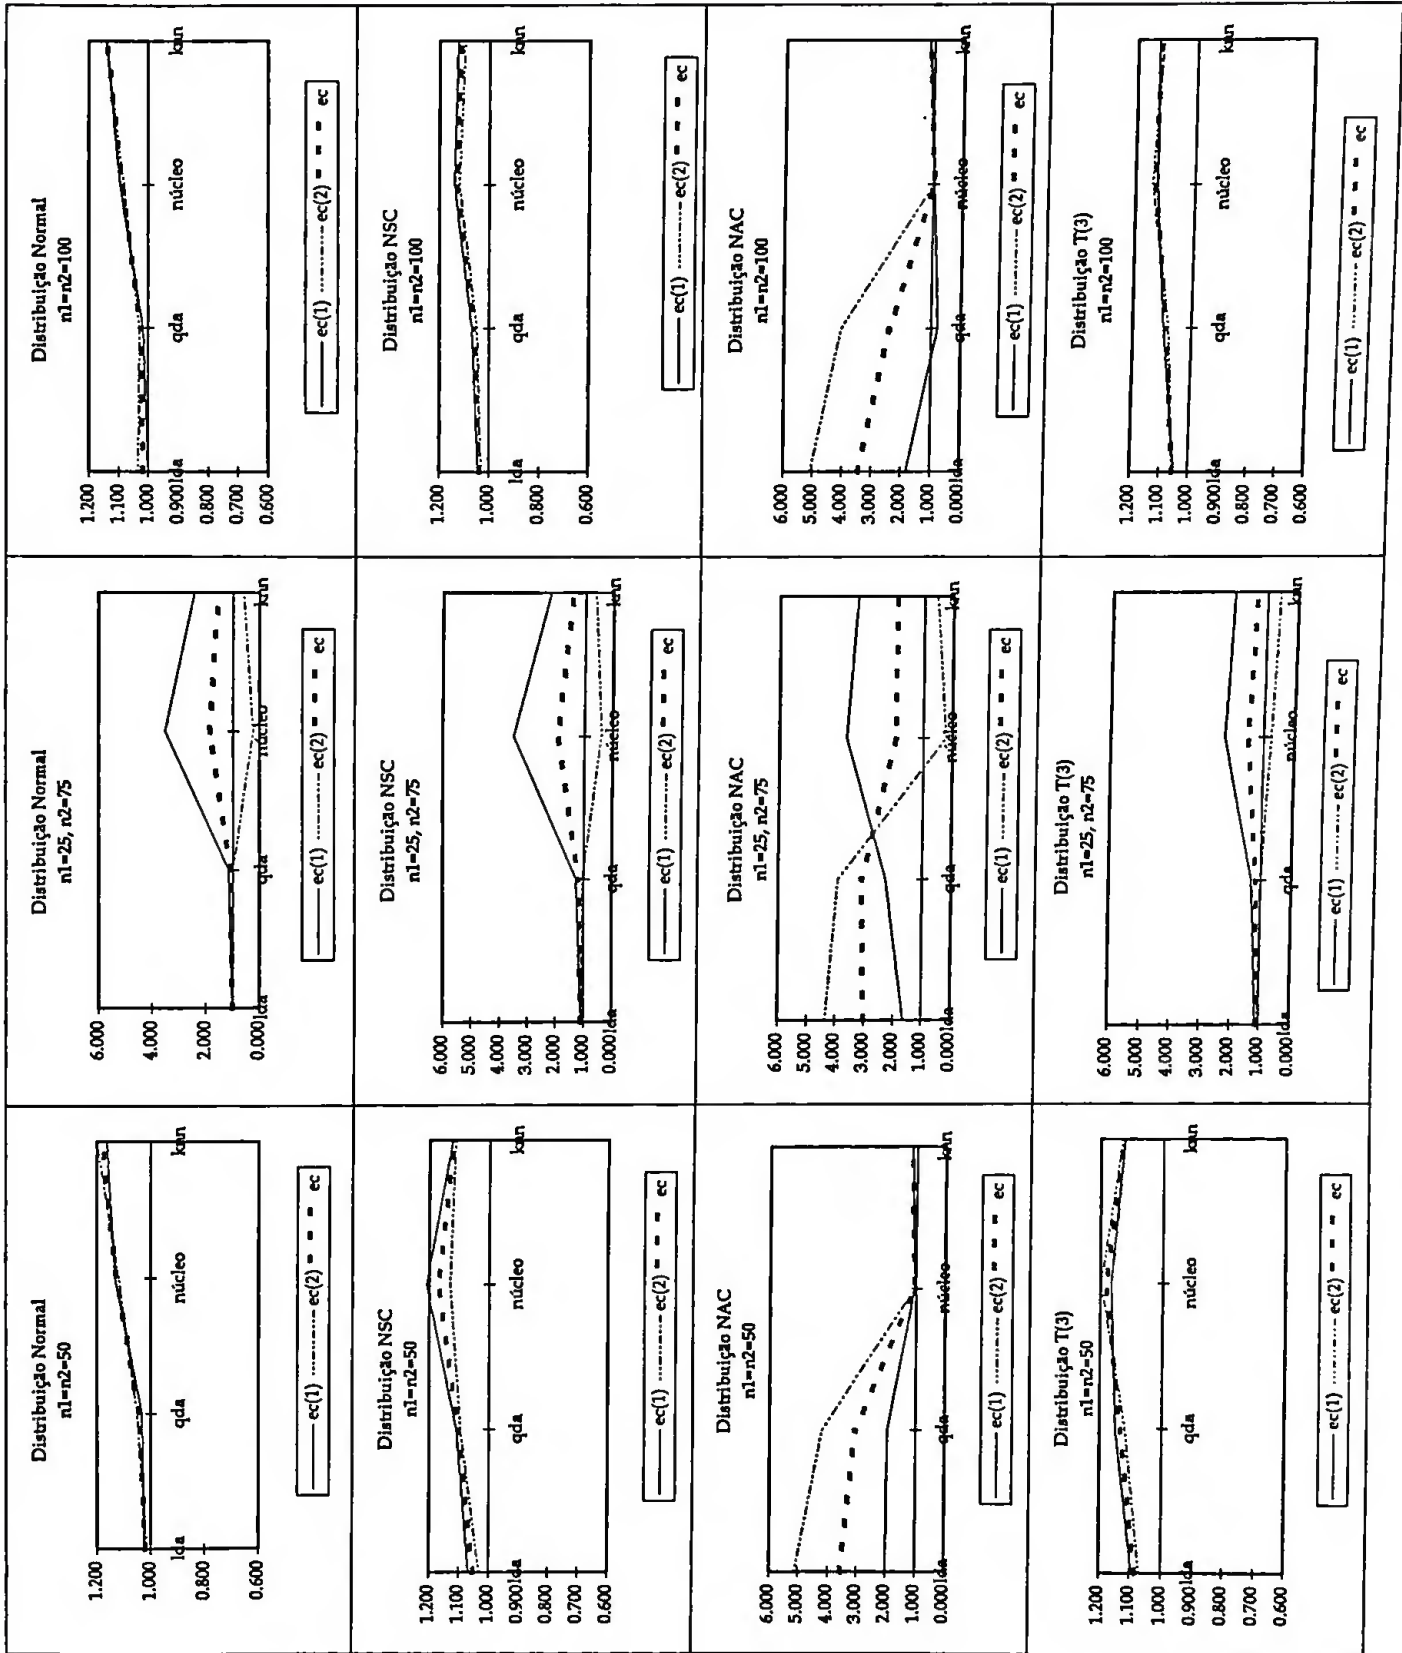 Distribuição Normal
n1=n2=50
1.200
1.000
0.800
0.600
lda qda núcleo knn
ec(1) ec(2) ec
Distribuição Normal
n1=25, n2=75
6.000
4.000
2.000
0.000
lda qda núcleo knn
ec(1) ec(2) ec
Distribuição Normal
n1=n2=100
1.200
1.100
1.000
0.900
0.800
0.700
0.600
lda qda núcleo knn
ec(1) ec(2) ec
Distribuição NSC
n1=n2=50
1.200
1.100
1.000
0.900
0.800
0.700
0.600
lda qda núcleo knn
ec(1) ec(2) ec
Distribuição NSC
n1=25, n2=75
6.000
5.000
4.000
3.000
2.000
1.000
0.000
lda qda núcleo knn
ec(1) ec(2) ec
Distribuição NSC
n1=n2=100
1.200
1.000
0.800
0.600
lda qda núcleo knn
ec(1) ec(2) ec
Distribuição NAC
n1=n2=50
6.000
5.000
4.000
3.000
2.000
1.000
0.000
lda qda núcleo knn
ec(1) ec(2) ec
Distribuição NAC
n1=25, n2=75
6.000
5.000
4.000
3.000
2.000
1.000
0.000
lda qda núcleo knn
ec(1) ec(2) ec
Distribuição NAC
n1=n2=100
6.000
5.000
4.000
3.000
2.000
1.000
0.000
lda qda núcleo knn
ec(1) ec(2) ec
Distribuição T(3)
n1=n2=50
1.200
1.100
1.000
0.900
0.800
0.700
0.600
lda qda núcleo knn
ec(1) ec(2) ec
Distribuição T(3)
n1=25, n2=75
6.000
5.000
4.000
3.000
2.000
1.000
0.000
lda qda núcleo knn
ec(1) ec(2) ec
Distribuição T(3)
n1=n2=100
1.200
1.100
1.000
0.900
0.800
0.700
0.600
lda qda núcleo knn
ec(1) ec(2) ec